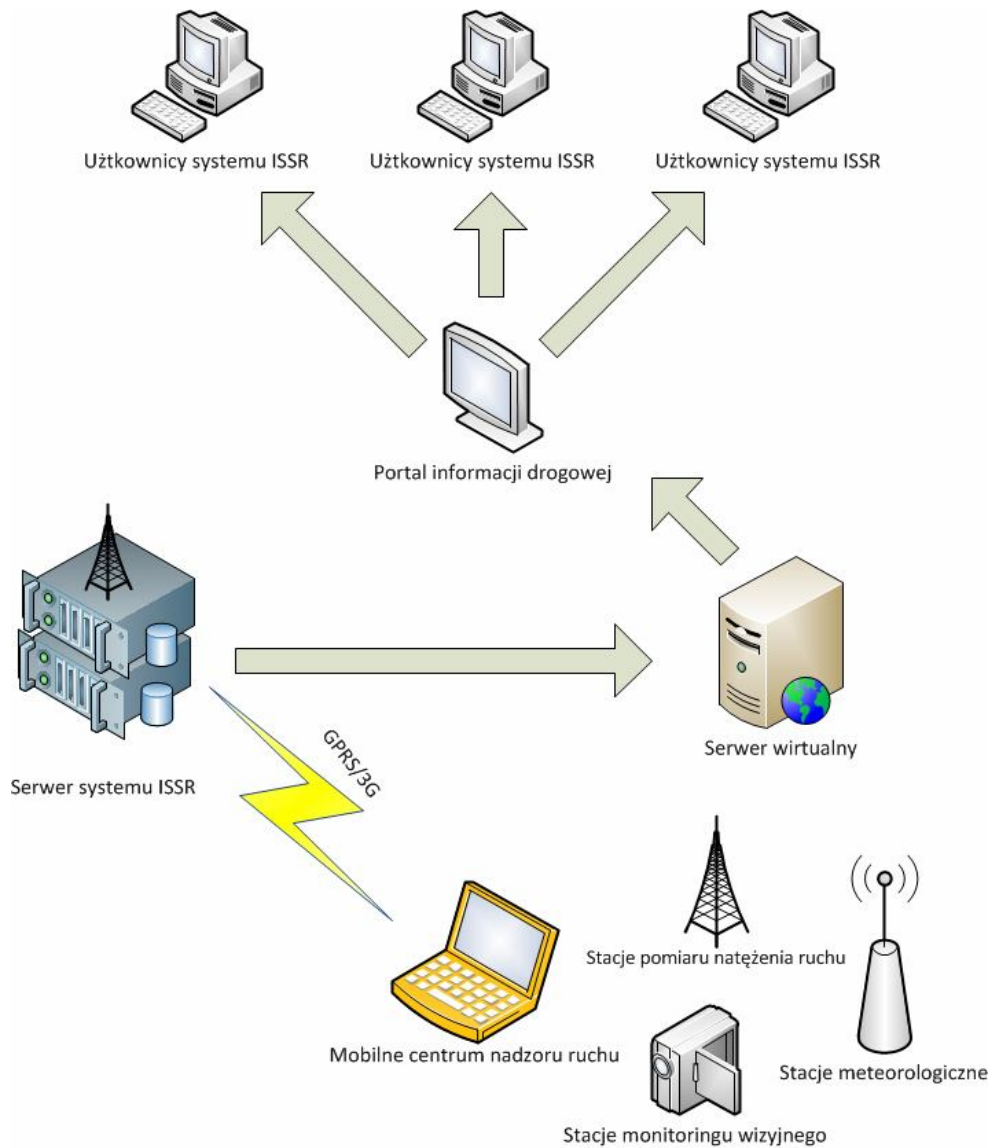 Użtkownicy systemu ISSR
Użtkownicy systemu ISSR
Użtkownicy systemu ISSR
Portal informacji drogowej
Serwer wirtualny
Serwer systemu ISSR
GPRS/3G
Stacje pomiaru natężenia ruchu
Mobilne centrum nadzoru ruchu
Stacje meteorologiczne
Stacje monitoringu wizyjnego